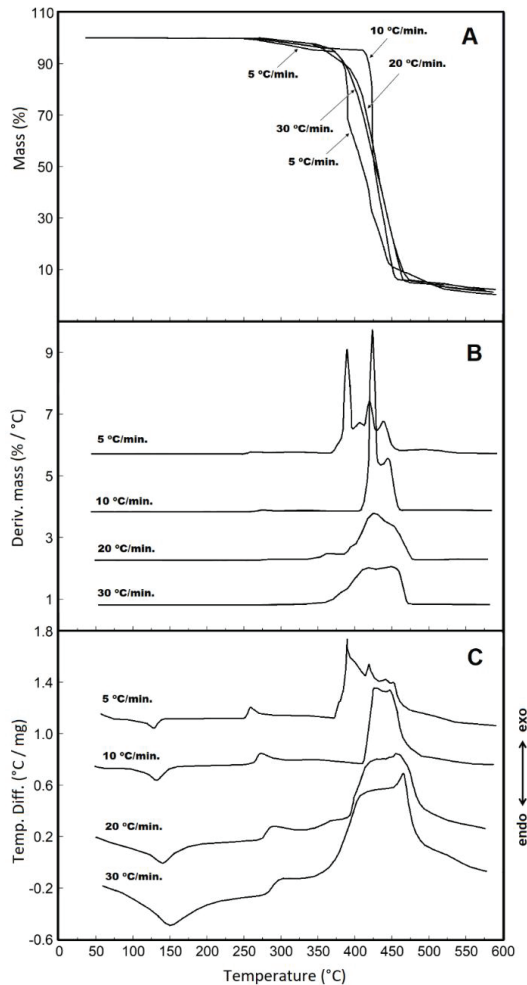 110
90
70
50
30
10
Mass (%)
A
10 ºC/min.
5 ºC/min.
20 ºC/min.
30 ºC/min.
5 ºC/min.
9
7
5
3
1
Deriv. mass (% / °C)
B
5 ºC/min.
10 ºC/min.
20 ºC/min.
30 ºC/min.
1.8
1.4
1.0
0.6
0.2
-0.2
-0.6
Temp. Diff. (°C / mg)
C
5 ºC/min.
10 ºC/min.
20 ºC/min.
30 ºC/min.
endo ⟷ exo
0 50 100 150 200 250 300 350 400 450 500 550 600
Temperature (°C)